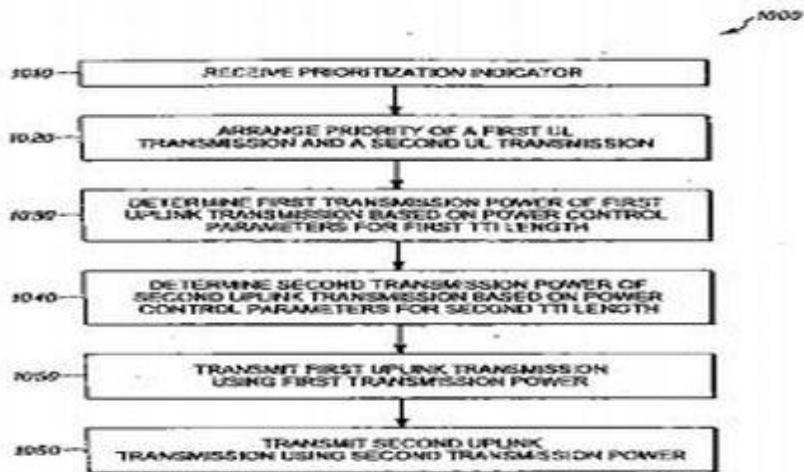 1000
1010
RECEIVE PRIORITIZATION INDICATOR
1020
ARRANGE PRIORITY OF A FIRST UL
TRANSMISSION AND A SECOND UL TRANSMISSION
1030
DETERMINE FIRST TRANSMISSION POWER OF FIRST
UPLINK TRANSMISSION BASED ON POWER CONTROL
PARAMETERS FOR FIRST TTI LENGTH
1040
DETERMINE SECOND TRANSMISSION POWER OF
SECOND UPLINK TRANSMISSION BASED ON POWER
CONTROL PARAMETERS FOR SECOND TTI LENGTH
1050
TRANSMIT FIRST UPLINK TRANSMISSION
USING FIRST TRANSMISSION POWER
1050
TRANSMIT SECOND UPLINK
TRANSMISSION USING SECOND TRANSMISSION POWER